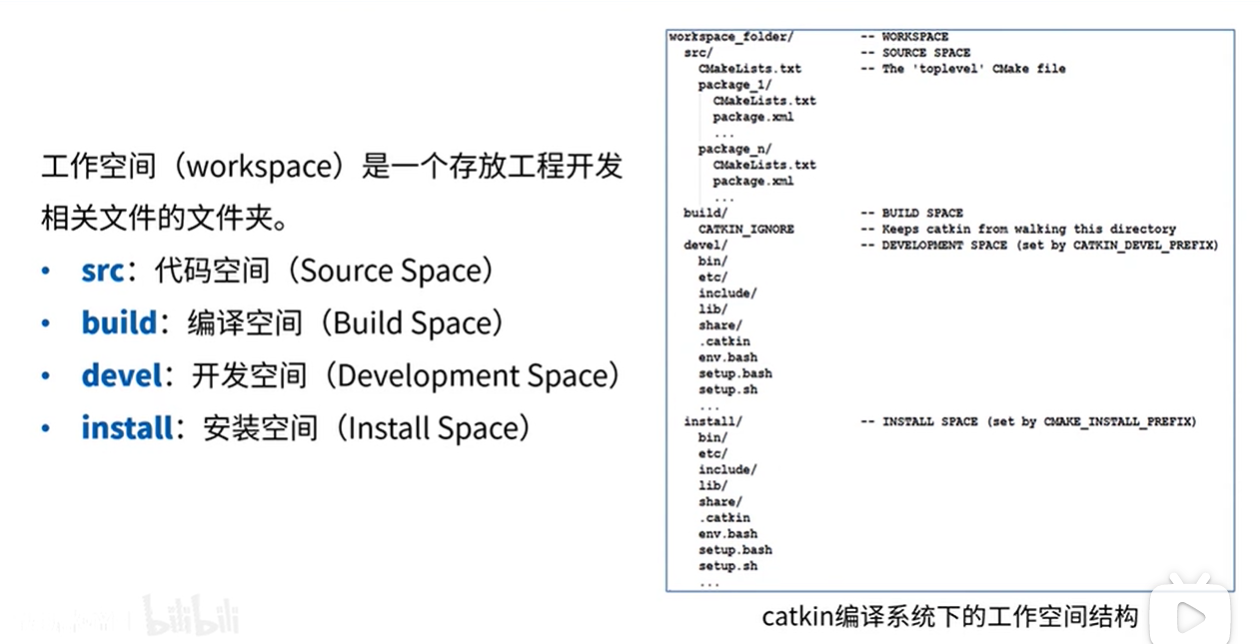 工作空间（workspace）是一个存放工程开发
相关文件的文件夹。
• src：代码空间（Source Space）
• build：编译空间（Build Space）
• devel：开发空间（Development Space）
• install：安装空间（Install Space）
workspace_folder/ -- WORKSPACE
src/ -- SOURCE SPACE
CMakeLists.txt -- The 'toplevel' CMake file
package_1/
CMakeLists.txt
package.xml
...
package_n/
CMakeLists.txt
package.xml
...
build/ -- BUILD SPACE
CATKIN_IGNORE -- Keeps catkin from walking this directory
devel/ -- DEVELOPMENT SPACE (set by CATKIN_DEVEL_PREFIX)
bin/
etc/
include/
lib/
share/
.catkin
env.bash
setup.bash
setup.sh
...
install/ -- INSTALL SPACE (set by CMAKE_INSTALL_PREFIX)
bin/
etc/
include/
lib/
share/
.catkin
env.bash
setup.bash
setup.sh
...
catkin编译系统下的工作空间结构
bilibili